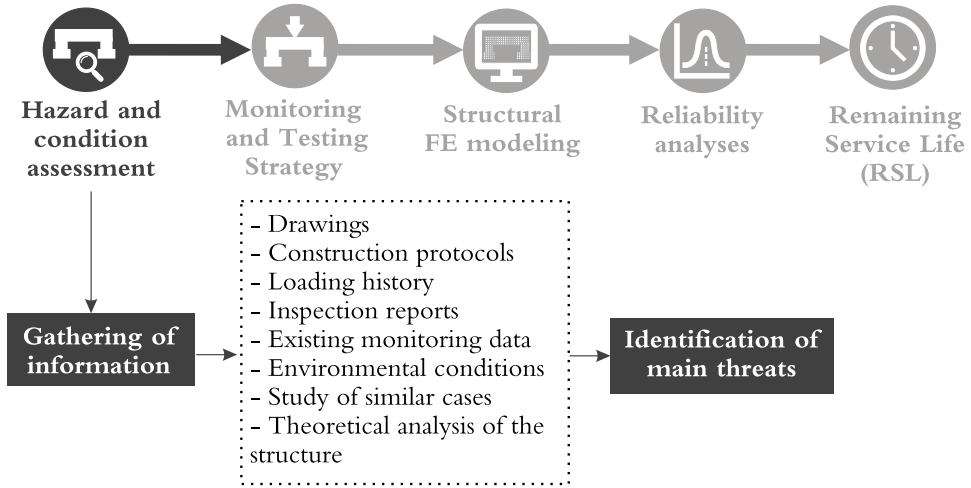 Hazard and
condition
assessment
Monitoring
and Testing
Strategy
Structural
FE modeling
Reliability
analyses
Remaining
Service Life
(RSL)
Gathering of
information
- Drawings
- Construction protocols
- Loading history
- Inspection reports
- Existing monitoring data
- Environmental conditions
- Study of similar cases
- Theoretical analysis of the
structure
Identification of
main threats